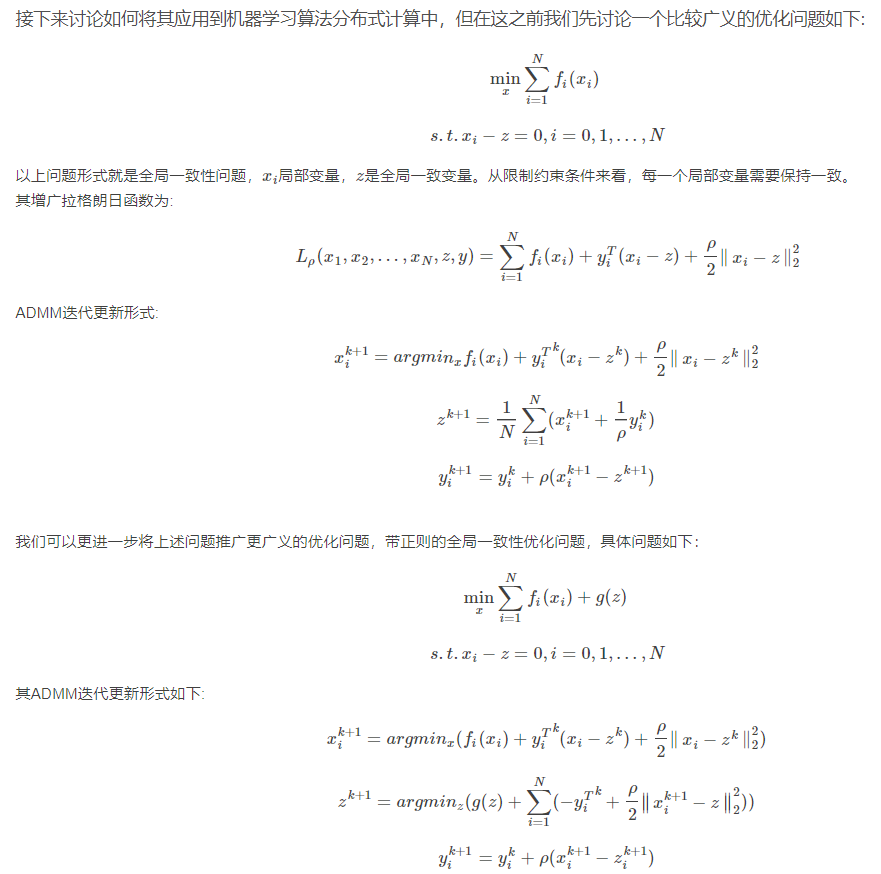 接下来讨论如何将其应用到机器学习算法分布式计算中，但在这之前我们先讨论一个比较广义的优化问题如下:
$\min_{x} \sum_{i=1}^{N} f_i(x_i)$
$s.t. x_i - z = 0, i = 0, 1, \ldots, N$
以上问题形式就是全局一致性问题，$x_i$局部变量，$z$是全局一致变量。从限制约束条件来看，每一个局部变量需要保持一致。
其增广拉格朗日函数为:
$L_\rho(x_1, x_2, \ldots, x_N, z, y) = \sum_{i=1}^{N} f_i(x_i) + y_i^T(x_i - z) + \frac{\rho}{2} \| x_i - z \|_2^2$
ADMM迭代更新形式:
$x_i^{k+1} = argmin_x f_i(x_i) + {y_i^T}^k(x_i - z^k) + \frac{\rho}{2} \| x_i - z^k \|_2^2$
$z^{k+1} = \frac{1}{N} \sum_{i=1}^{N} (x_i^{k+1} + \frac{1}{\rho} y_i^k)$
$y_i^{k+1} = y_i^k + \rho(x_i^{k+1} - z^{k+1})$
我们可以更进一步将上述问题推广更广义的优化问题，带正则的全局一致性优化问题，具体问题如下：
$\min_{x} \sum_{i=1}^{N} f_i(x_i) + g(z)$
$s.t. x_i - z = 0, i = 0, 1, \ldots, N$
其ADMM迭代更新形式如下:
$x_i^{k+1} = argmin_x (f_i(x_i) + {y_i^T}^k(x_i - z^k) + \frac{\rho}{2} \| x_i - z^k \|_2^2)$
$z^{k+1} = argmin_z (g(z) + \sum_{i=1}^{N} (-{y_i^T}^k + \frac{\rho}{2} \| x_i^{k+1} - z \|_2^2))$
$y_i^{k+1} = y_i^k + \rho(x_i^{k+1} - z_i^{k+1})$